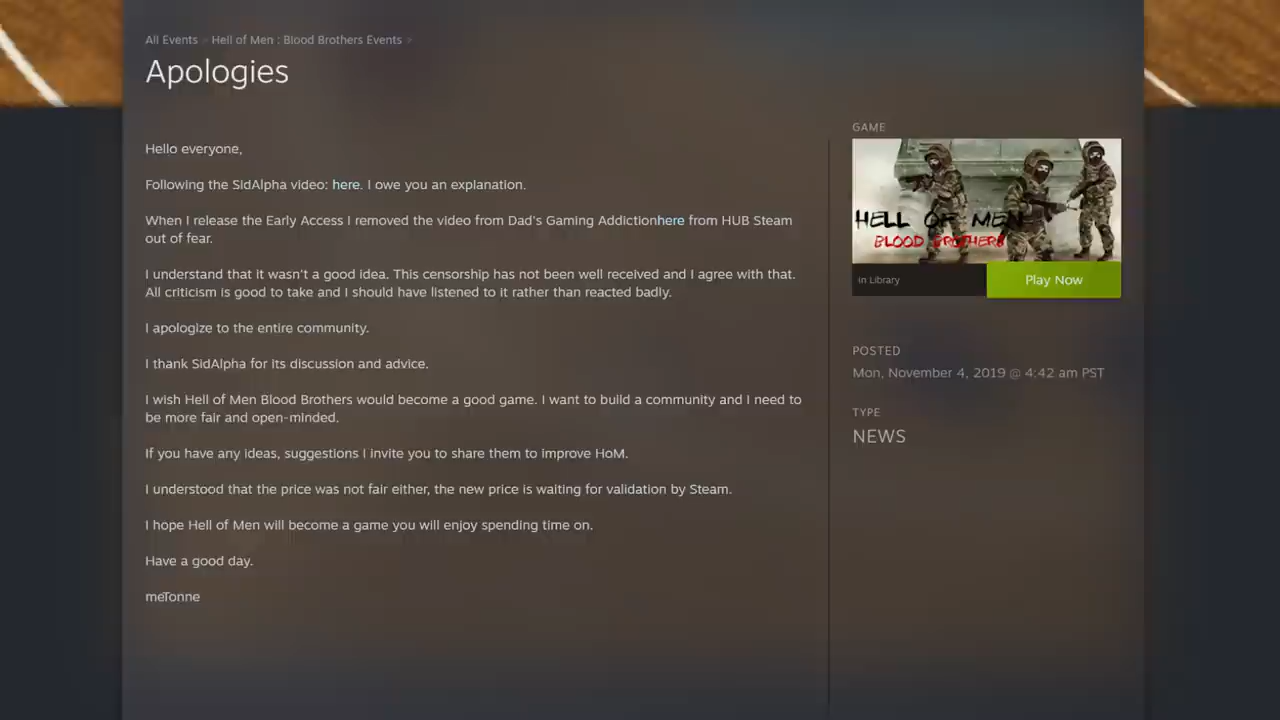 All Events > Hell of Men : Blood Brothers Events >
Apologies
Hello everyone,
Following the SidAlpha video: here. I owe you an explanation.
When I release the Early Access I removed the video from Dad's Gaming Addictionhere from HUB Steam
out of fear.
I understand that it wasn't a good idea. This censorship has not been well received and I agree with that.
All criticism is good to take and I should have listened to it rather than reacted badly.
I apologize to the entire community.
I thank SidAlpha for its discussion and advice.
I wish Hell of Men Blood Brothers would become a good game. I want to build a community and I need to
be more fair and open-minded.
If you have any ideas, suggestions I invite you to share them to improve HoM.
I understood that the price was not fair either, the new price is waiting for validation by Steam.
I hope Hell of Men will become a game you will enjoy spending time on.
Have a good day.
meTonne
GAME
HELL OF MEN
BLOOD BROTHERS
In Library
Play Now
POSTED
Mon, November 4, 2019 @ 4:42 am PST
TYPE
NEWS